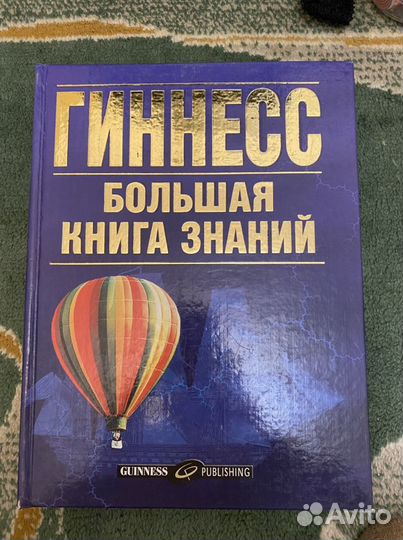 ГИННЕСС
БОЛЬШАЯ
КНИГА ЗНАНИЙ
GUINNESS PUBLISHING
Avito